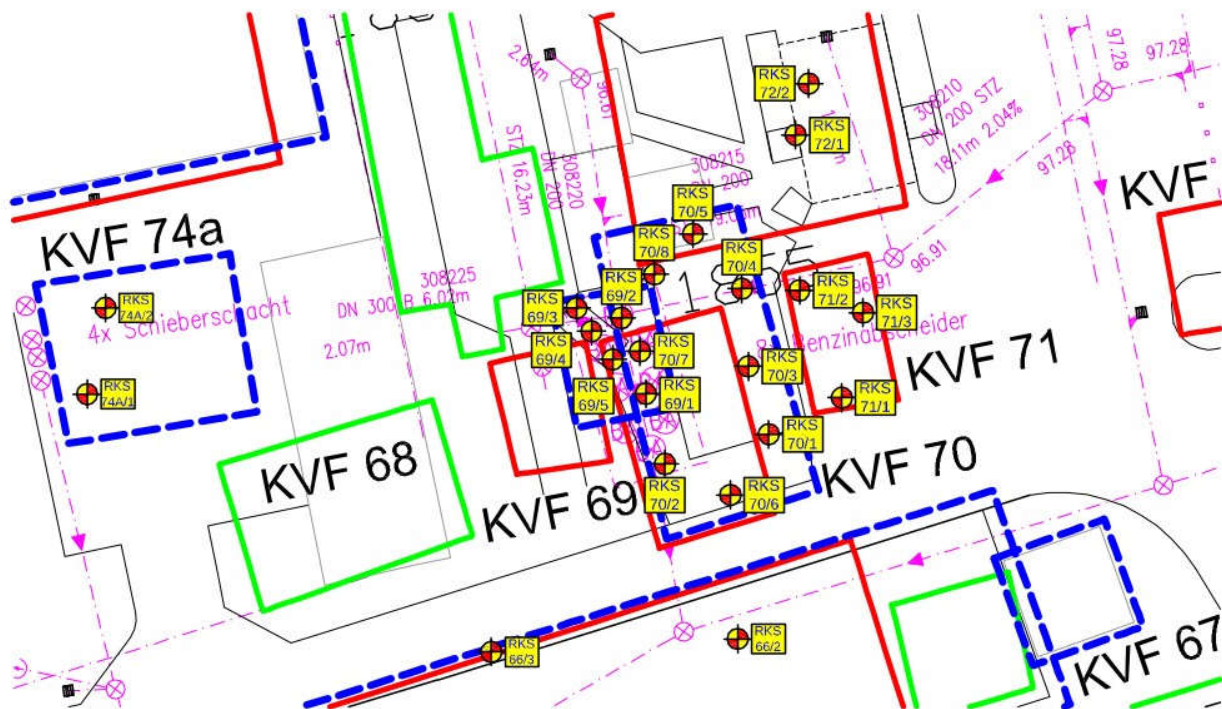 2.64m
96.61
RKS
72/2
RKS
72/1
97.28
97.28
308210
DN 200 STZ
18.11m 2.04%
97.28
STZ 16.23m
DN 200
308220
308215
RKS
70/5
KVF
KVF 74a
RKS
70/8
RKS
70/4
96.91
96.91
308225
DN 300 B 6.02m
RKS
74A/2
4x Schieberschacht
2.07m
RKS
69/3
RKS
69/2
1
RKS
71/2
RKS
71/3
Benzinabscheider
RKS
69/4
RKS
70/7
RKS
70/3
KVF 71
RKS
74A/1
RKS
69/5
RKS
69/1
RKS
71/1
RKS
70/1
KVF 68
KVF 69
KVF 70
RKS
70/2
RKS
70/6
RKS
66/3
RKS
66/2
KVF 67